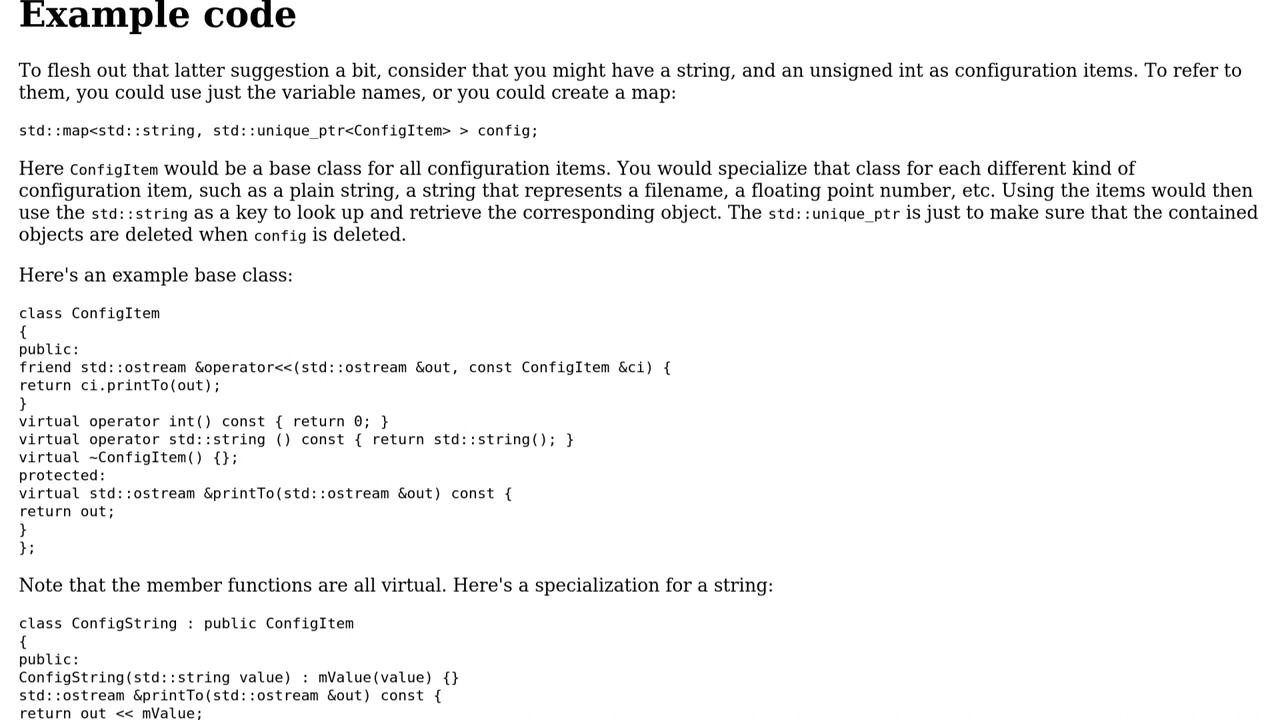 Example code
To flesh out that latter suggestion a bit, consider that you might have a string, and an unsigned int as configuration items. To refer to
them, you could use just the variable names, or you could create a map:
std::map<std::string, std::unique_ptr<ConfigItem> > config;
Here ConfigItem would be a base class for all configuration items. You would specialize that class for each different kind of
configuration item, such as a plain string, a string that represents a filename, a floating point number, etc. Using the items would then
use the std::string as a key to look up and retrieve the corresponding object. The std::unique_ptr is just to make sure that the contained
objects are deleted when config is deleted.
Here's an example base class:
class ConfigItem
{
public:
friend std::ostream &operator<<(std::ostream &out, const ConfigItem &ci) {
return ci.printTo(out);
}
virtual operator int() const { return 0; }
virtual operator std::string () const { return std::string(); }
virtual ~ConfigItem() {};
protected:
virtual std::ostream &printTo(std::ostream &out) const {
return out;
}
};
Note that the member functions are all virtual. Here's a specialization for a string:
class ConfigString : public ConfigItem
{
public:
ConfigString(std::string value) : mValue(value) {}
std::ostream &printTo(std::ostream &out) const {
return out << mValue;